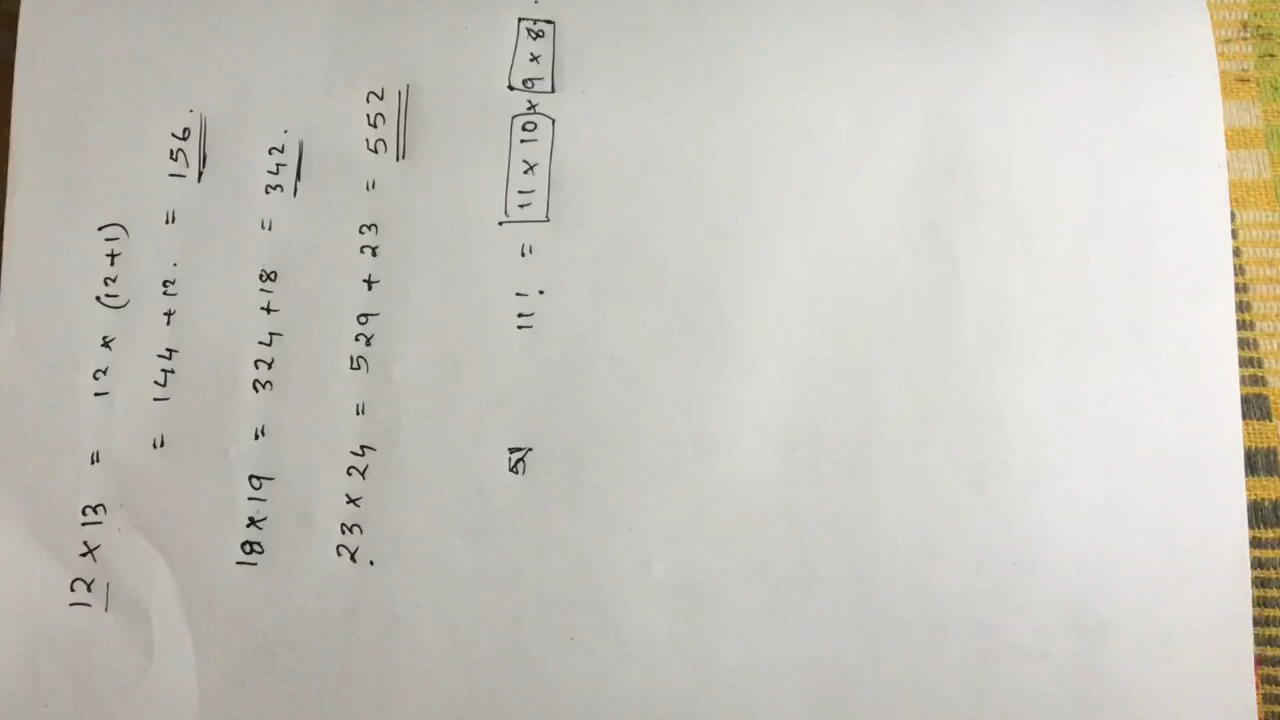 12 × 13 = 12 × (12+1)
= 144 + 12. = 156.
18 × 19 = 324 + 18 = 342.
23 × 24 = 529 + 23 = 552
5! 11! = 11 × 10 × 9 × 8.